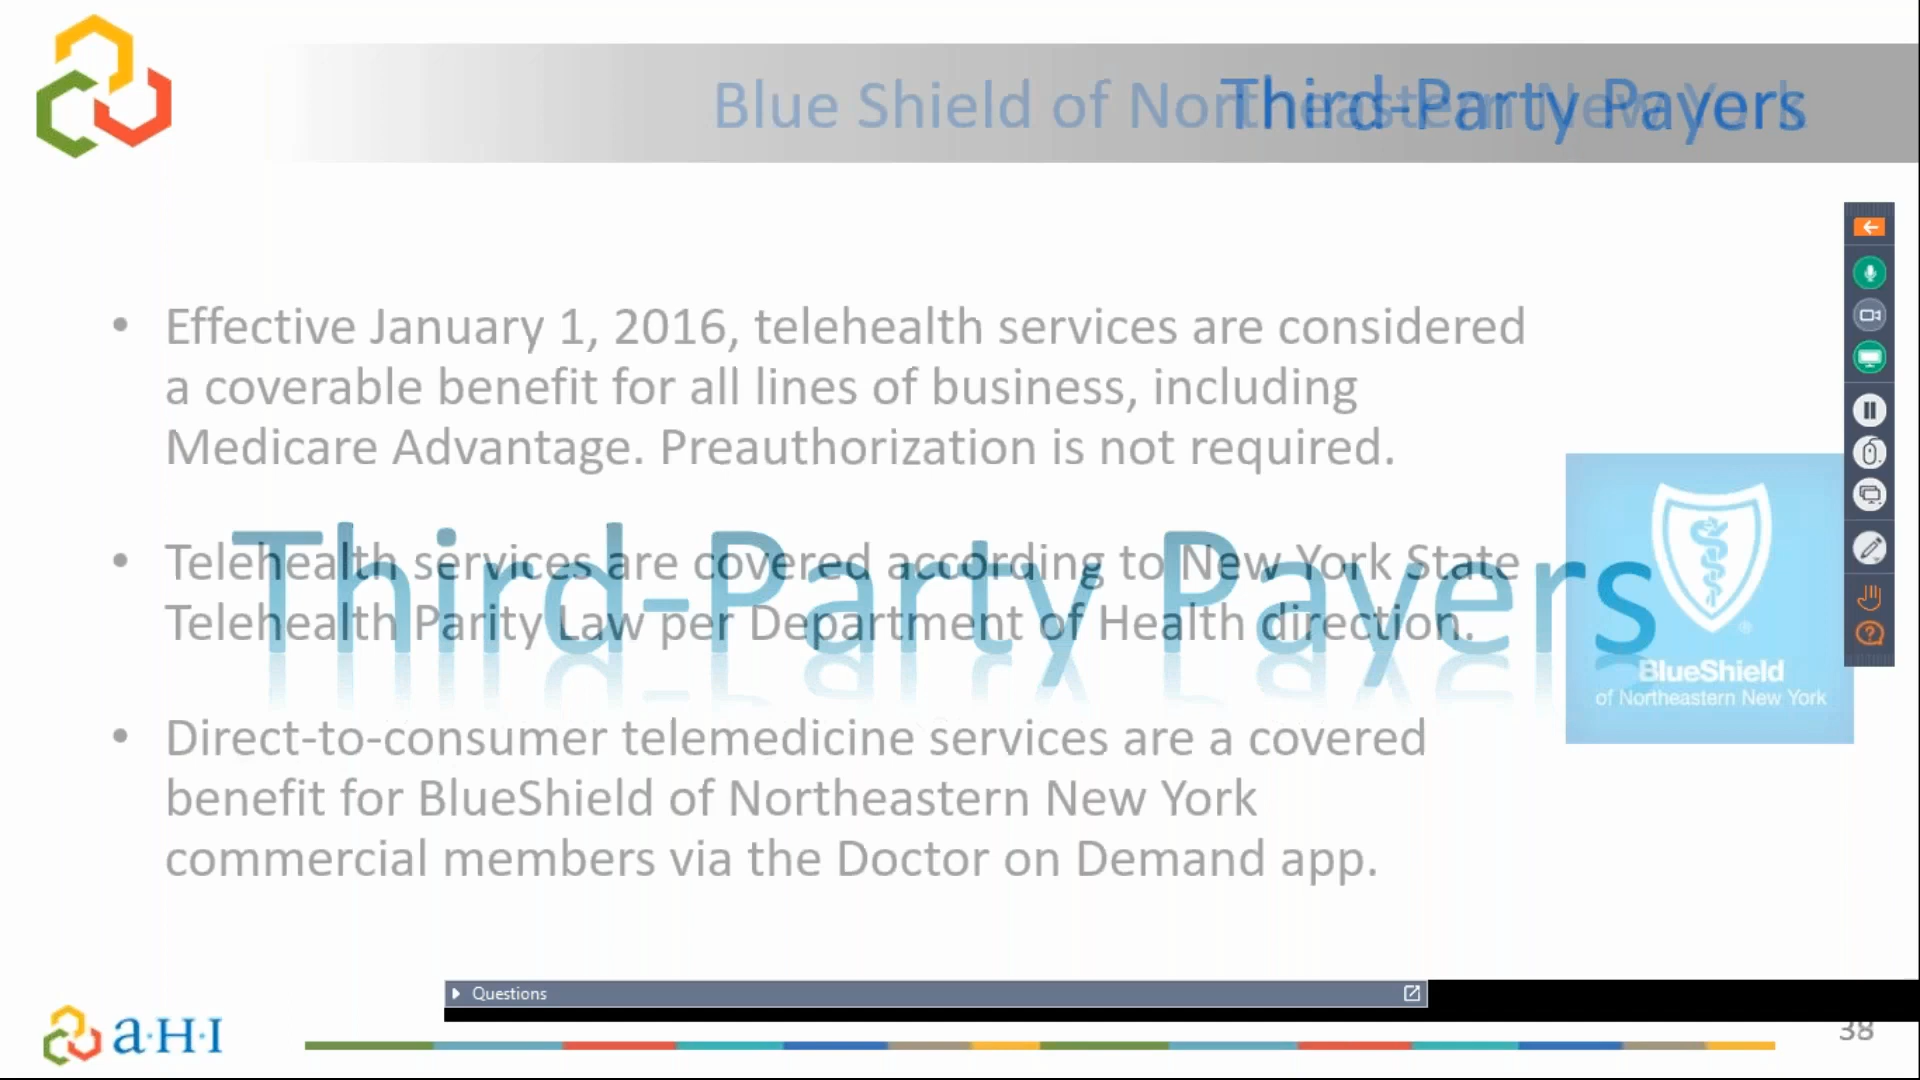 Blue Shield of Northeastern New York
Third-Party Payers
• Effective January 1, 2016, telehealth services are considered
a coverable benefit for all lines of business, including
Medicare Advantage. Preauthorization is not required.
Third-Party Payers
• Telehealth services are covered according to New York State
Telehealth Parity Law per Department of Health direction.
BlueShield
of Northeastern New York
• Direct-to-consumer telemedicine services are a covered
benefit for BlueShield of Northeastern New York
commercial members via the Doctor on Demand app.
Questions
a·H·I
38